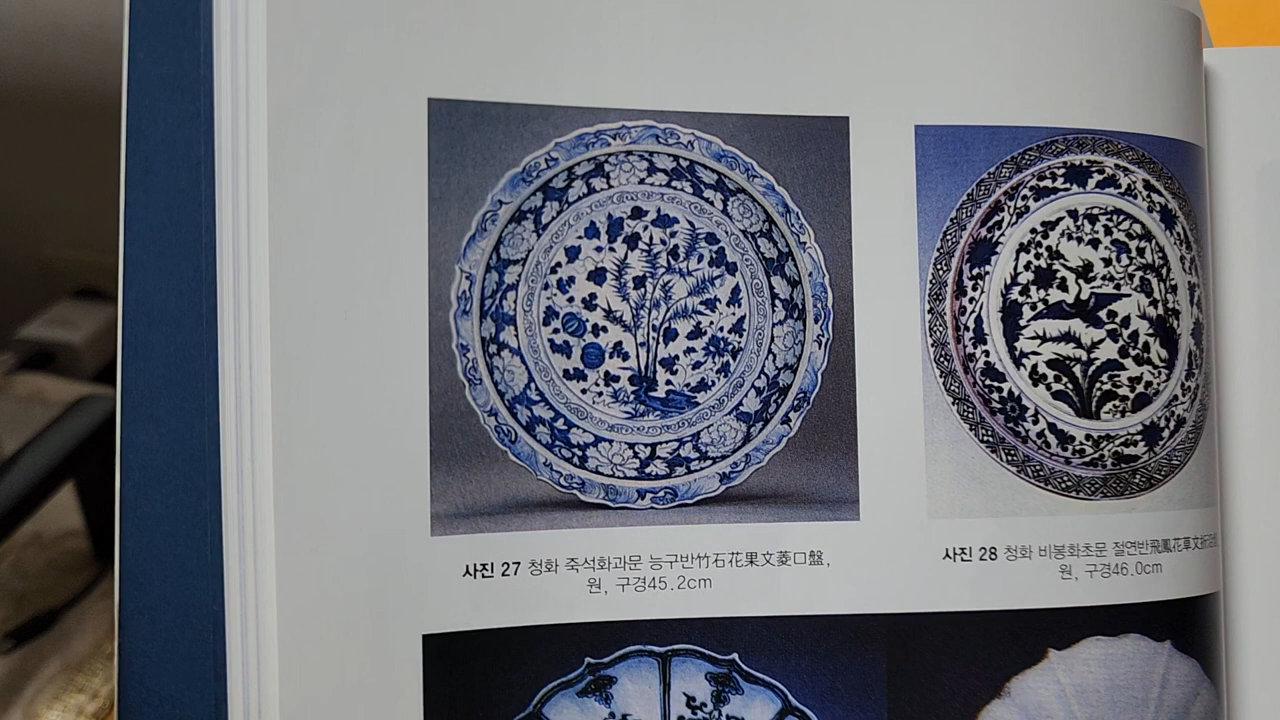 사진 27 청화 죽석화과문 능구반竹石花果文菱口盤,
원, 구경45.2cm
사진 28 청화 비봉화초문 절연반飛鳳花草文折
원, 구경46.0cm